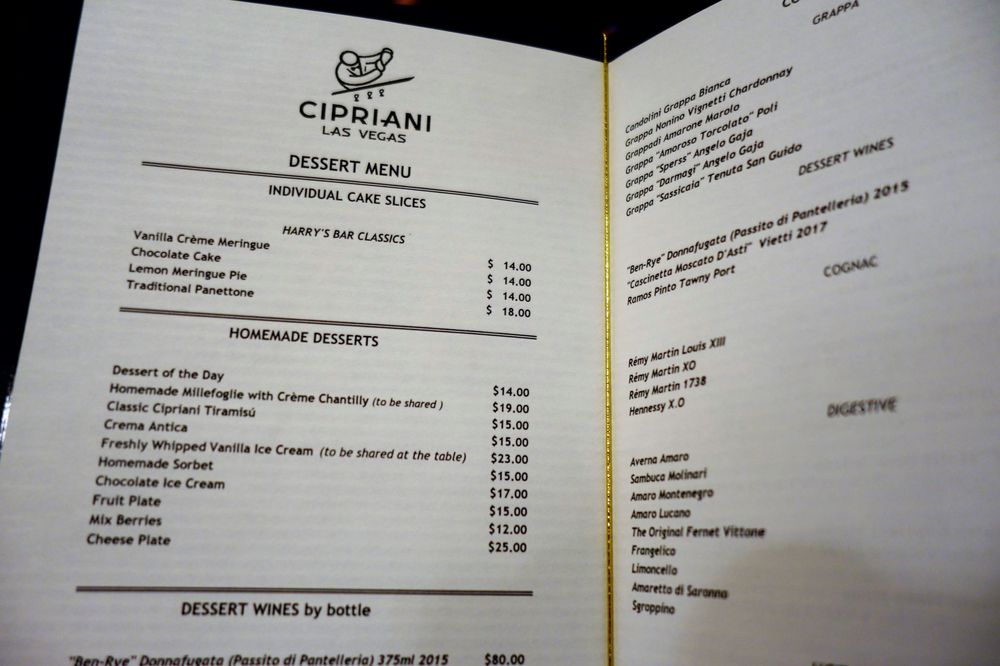 CIPRIANI
LAS VEGAS
DESSERT MENU
INDIVIDUAL CAKE SLICES
HARRY'S BAR CLASSICS
Vanilla Crème Meringue $ 14.00
Chocolate Cake $ 14.00
Lemon Meringue Pie $ 14.00
Traditional Panettone $ 18.00
HOMEMADE DESSERTS
Dessert of the Day $14.00
Homemade Millefoglie with Crème Chantilly (to be shared ) $19.00
Classic Cipriani Tiramisú $15.00
Crema Antica $15.00
Freshly Whipped Vanilla Ice Cream (to be shared at the table) $23.00
Homemade Sorbet $15.00
Chocolate Ice Cream $17.00
Fruit Plate $15.00
Mix Berries $12.00
Cheese Plate $25.00
DESSERT WINES by bottle
"Ben-Rye" Donnafugata (Passito di Pantelleria) 375ml 2015 $80.00
GRAPPA
Candolini Grappa Bianca
Grappa Nonino Vignetti Chardonnay
Grappadi Amarone Marolo
Grappa "Amoroso Torcolato" Poli
Grappa "Sperss" Angelo Gaja
Grappa "Darmagi" Angelo Gaja
Grappa "Sassicaia" Tenuta San Guido
DESSERT WINES
"Ben-Rye" Donnafugata (Passito di Pantelleria) 2015
"Cascinetta Moscato D'Asti" Vietti 2017
Ramos Pinto Tawny Port
COGNAC
Rémy Martin Louis XIII
Rémy Martin XO
Rémy Martin 1738
Hennessy X.O
DIGESTIVE
Averna Amaro
Sambuca Molinari
Amaro Montenegro
Amaro Lucano
The Original Fernet Vittone
Frangelico
Limoncello
Amaretto di Saronno
Sgroppino